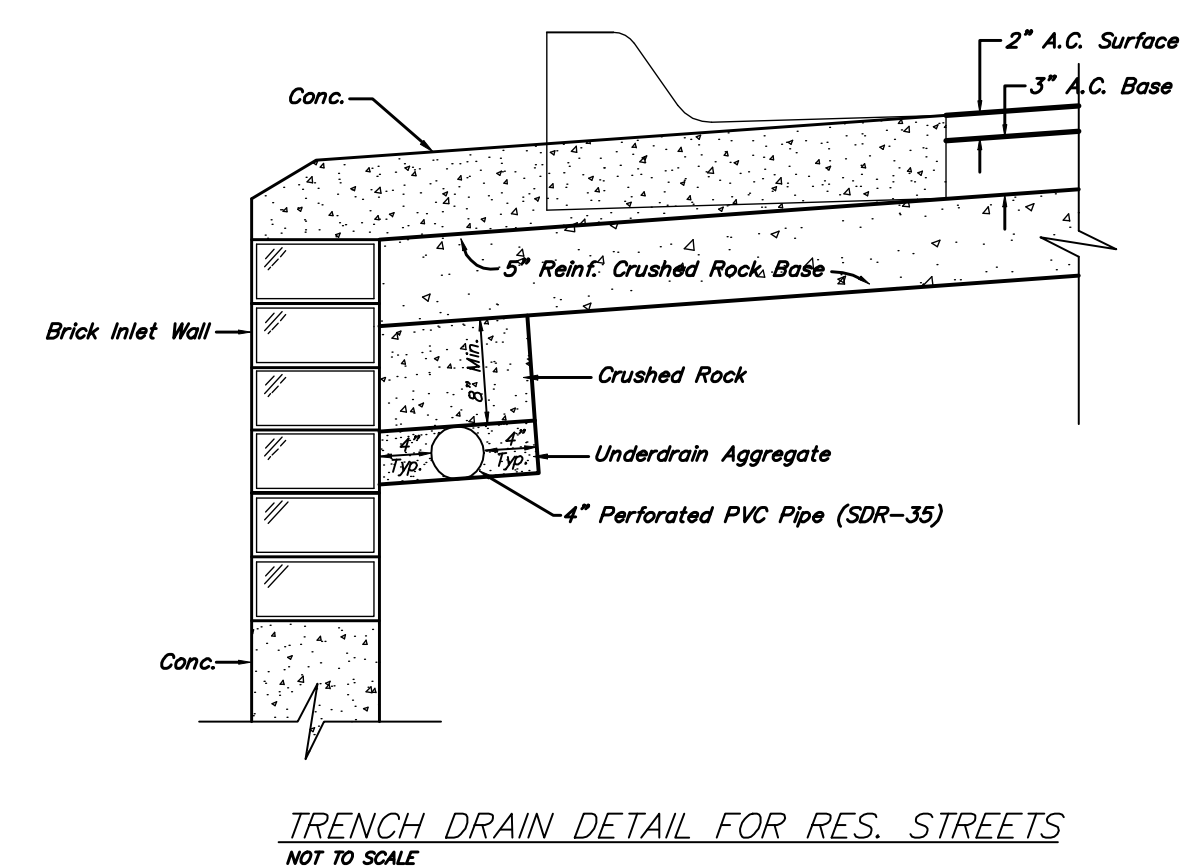 2" A.C. Surface
3" A.C. Base
Conc.
5" Reinf. Crushed Rock Base
Brick Inlet Wall
8" Min.
Crushed Rock
4"
Typ.
4"
Typ.
Underdrain Aggregate
4" Perforated PVC Pipe (SDR-35)
Conc.
TRENCH DRAIN DETAIL FOR RES. STREETS
NOT TO SCALE